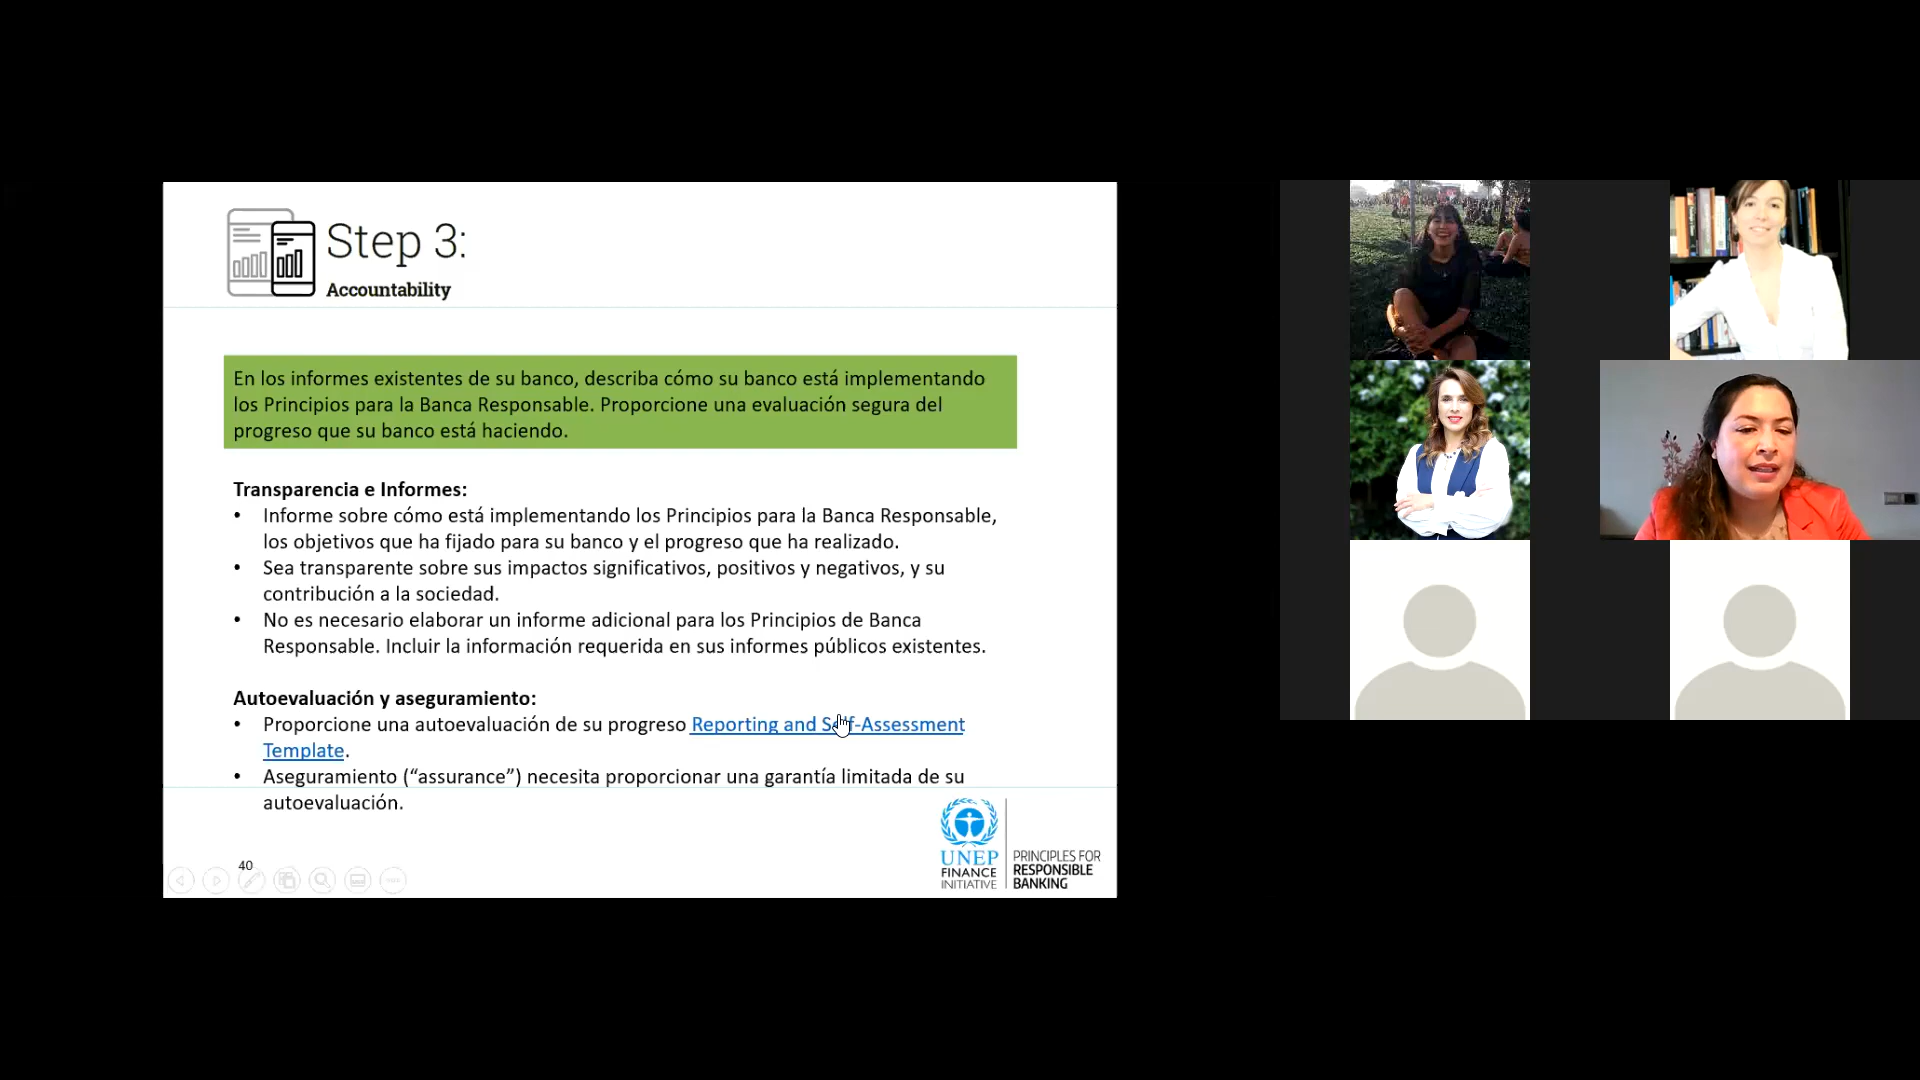 Step 3:
Accountability
En los informes existentes de su banco, describa cómo su banco está implementando
los Principios para la Banca Responsable. Proporcione una evaluación segura del
progreso que su banco está haciendo.
Transparencia e Informes:
• Informe sobre cómo está implementando los Principios para la Banca Responsable,
los objetivos que ha fijado para su banco y el progreso que ha realizado.
• Sea transparente sobre sus impactos significativos, positivos y negativos, y su
contribución a la sociedad.
• No es necesario elaborar un informe adicional para los Principios de Banca
Responsable. Incluir la información requerida en sus informes públicos existentes.
Autoevaluación y aseguramiento:
• Proporcione una autoevaluación de su progreso Reporting and Self-Assessment
Template.
• Aseguramiento (“assurance”) necesita proporcionar una garantía limitada de su
autoevaluación.
40
UNEP
FINANCE
INITIATIVE
PRINCIPLES FOR
RESPONSIBLE
BANKING